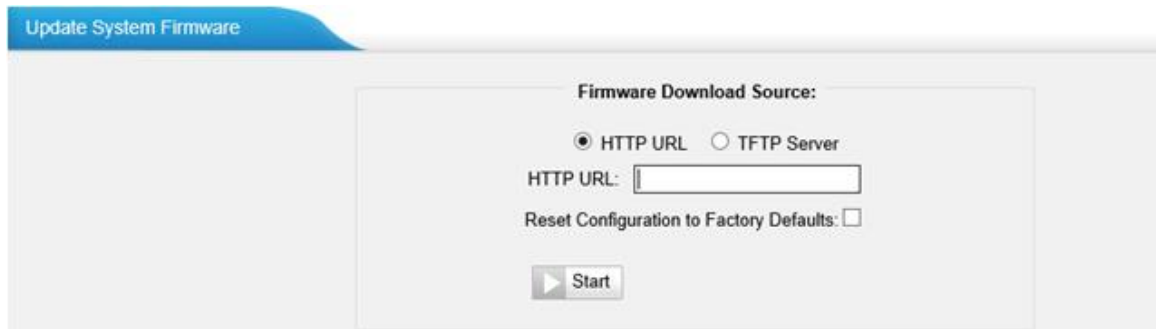 Update System Firmware
Firmware Download Source:
HTTP URL TFTP Server
HTTP URL:
Reset Configuration to Factory Defaults:
Start